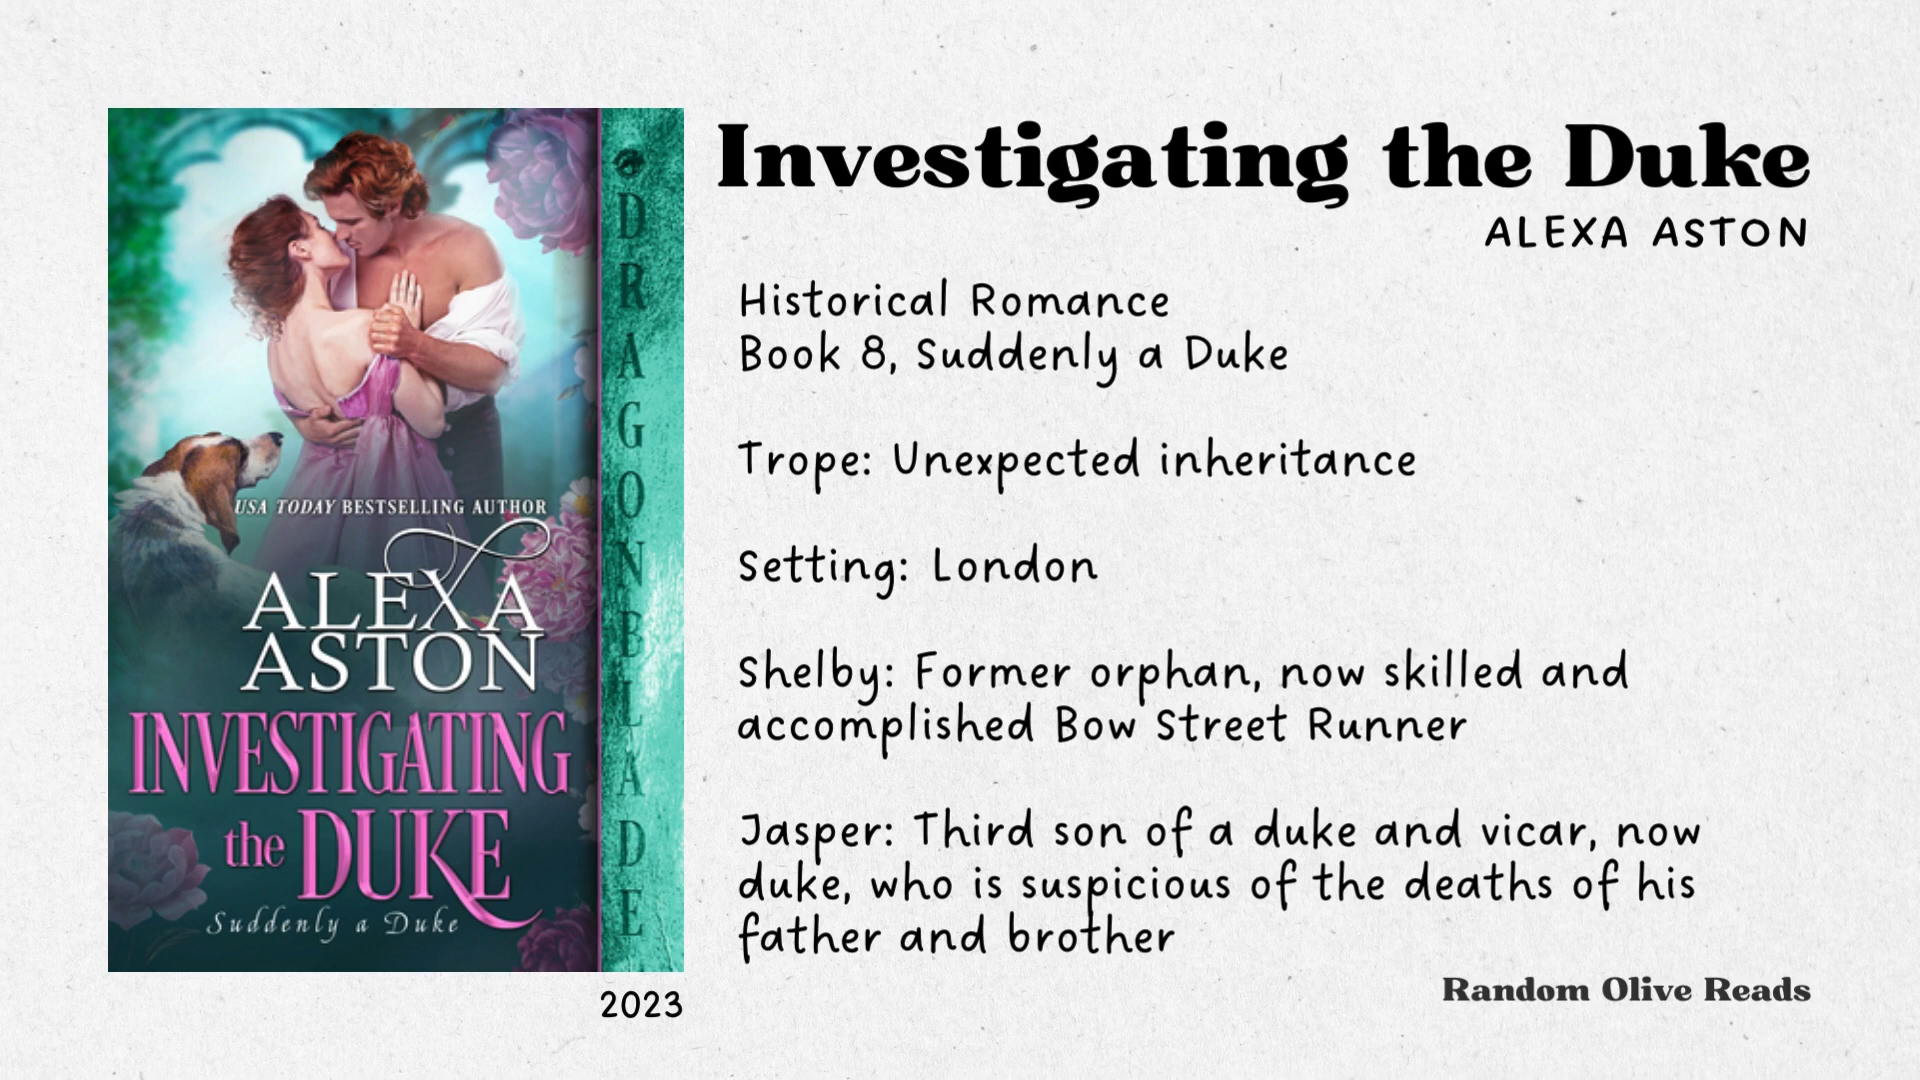 DRAGONBLADE
USA TODAY BESTSELLING AUTHOR
ALEXA
ASTON
INVESTIGATING
the DUKE
Suddenly a Duke
2023
Investigating the Duke
ALEXA ASTON
Historical Romance
Book 8, Suddenly a Duke
Trope: Unexpected inheritance
Setting: London
Shelby: Former orphan, now skilled and
accomplished Bow Street Runner
Jasper: Third son of a duke and vicar, now
duke, who is suspicious of the deaths of his
father and brother
Random Olive Reads